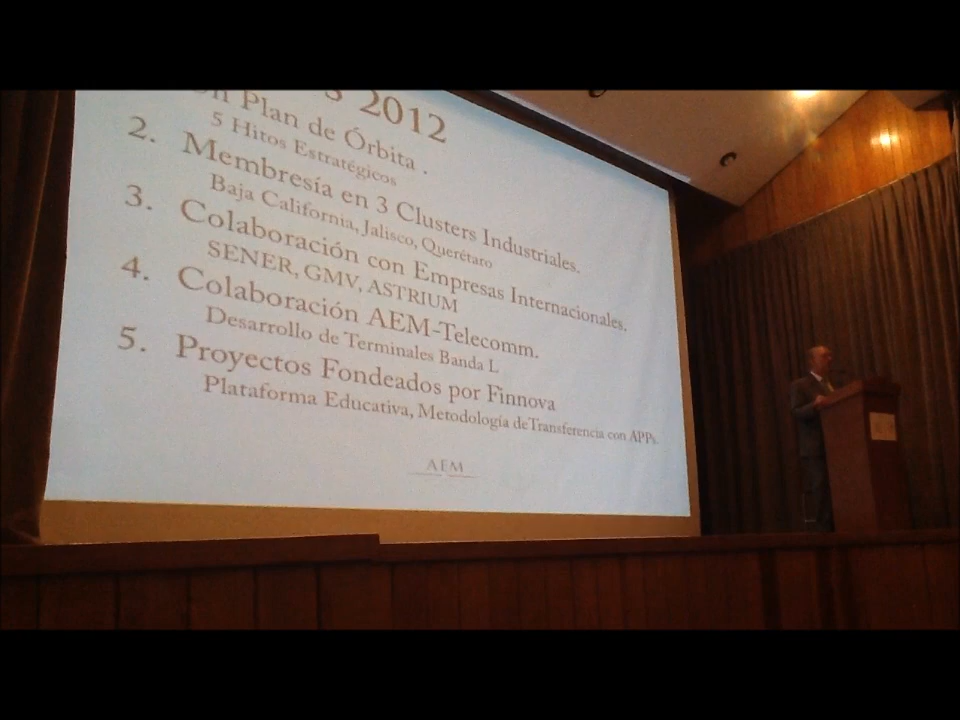 2012
Plan de Órbita .
5 Hitos Estratégicos
2. Membresía en 3 Clusters Industriales.
Baja California, Jalisco, Querétaro
3. Colaboración con Empresas Internacionales.
SENER, GMV, ASTRIUM
4. Colaboración AEM-Telecomm.
Desarrollo de Terminales Banda L
5. Proyectos Fondeados por Finnova
Plataforma Educativa, Metodología deTransferencia con APPs.
AEM